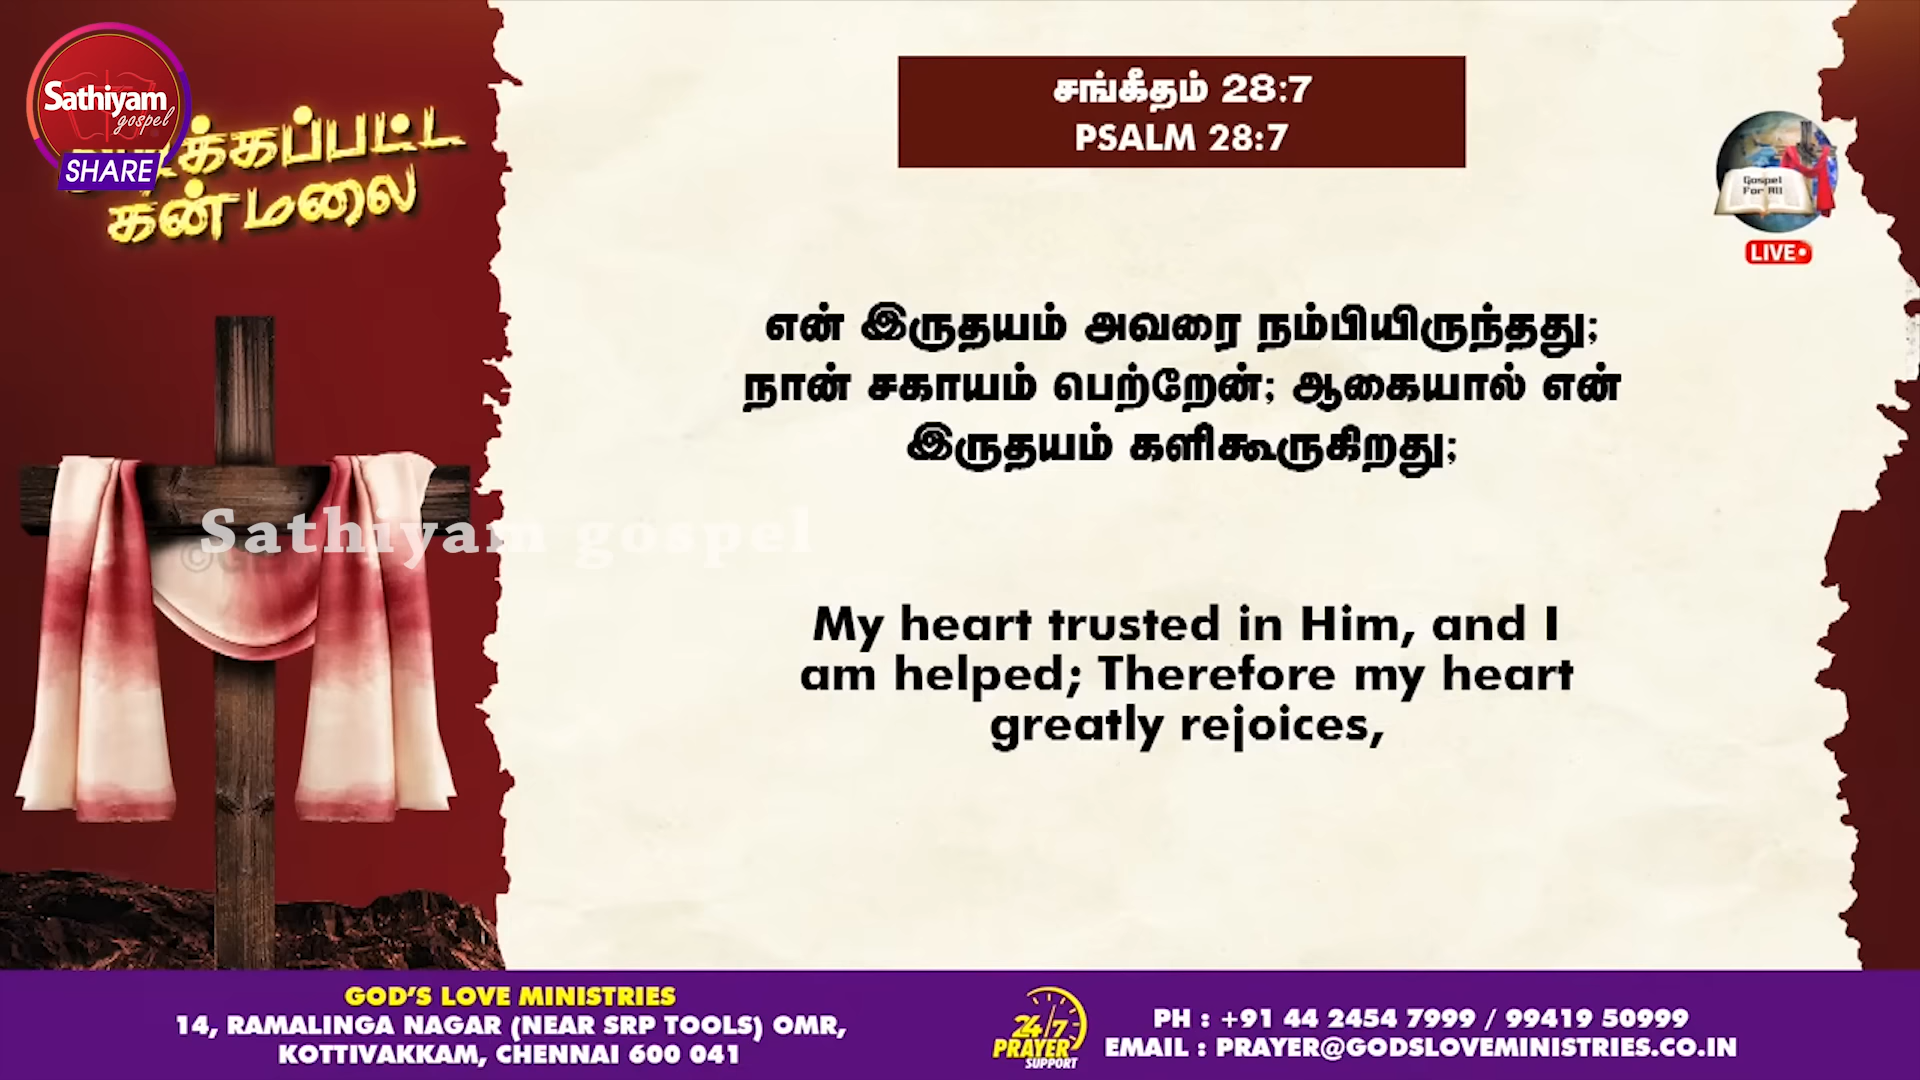 Sathiyam
gospel
SHARE
கன்மலை
சங்கீதம் 28:7
PSALM 28:7
Gospel
For All
LIVE
என் இருதயம் அவரை நம்பியிருந்தது;
நான் சகாயம் பெற்றேன்; ஆகையால் என்
இருதயம் களிகூருகிறது;
Sathiyam gospel
My heart trusted in Him, and I
am helped; Therefore my heart
greatly rejoices,
GOD'S LOVE MINISTRIES
14, RAMALINGA NAGAR (NEAR SRP TOOLS) OMR,
KOTTIVAKKAM, CHENNAI 600 041
24/7
PRAYER
SUPPORT
PH : +91 44 2454 7999 / 99419 50999
EMAIL : PRAYER@GODSLOVEMINISTRIES.CO.IN